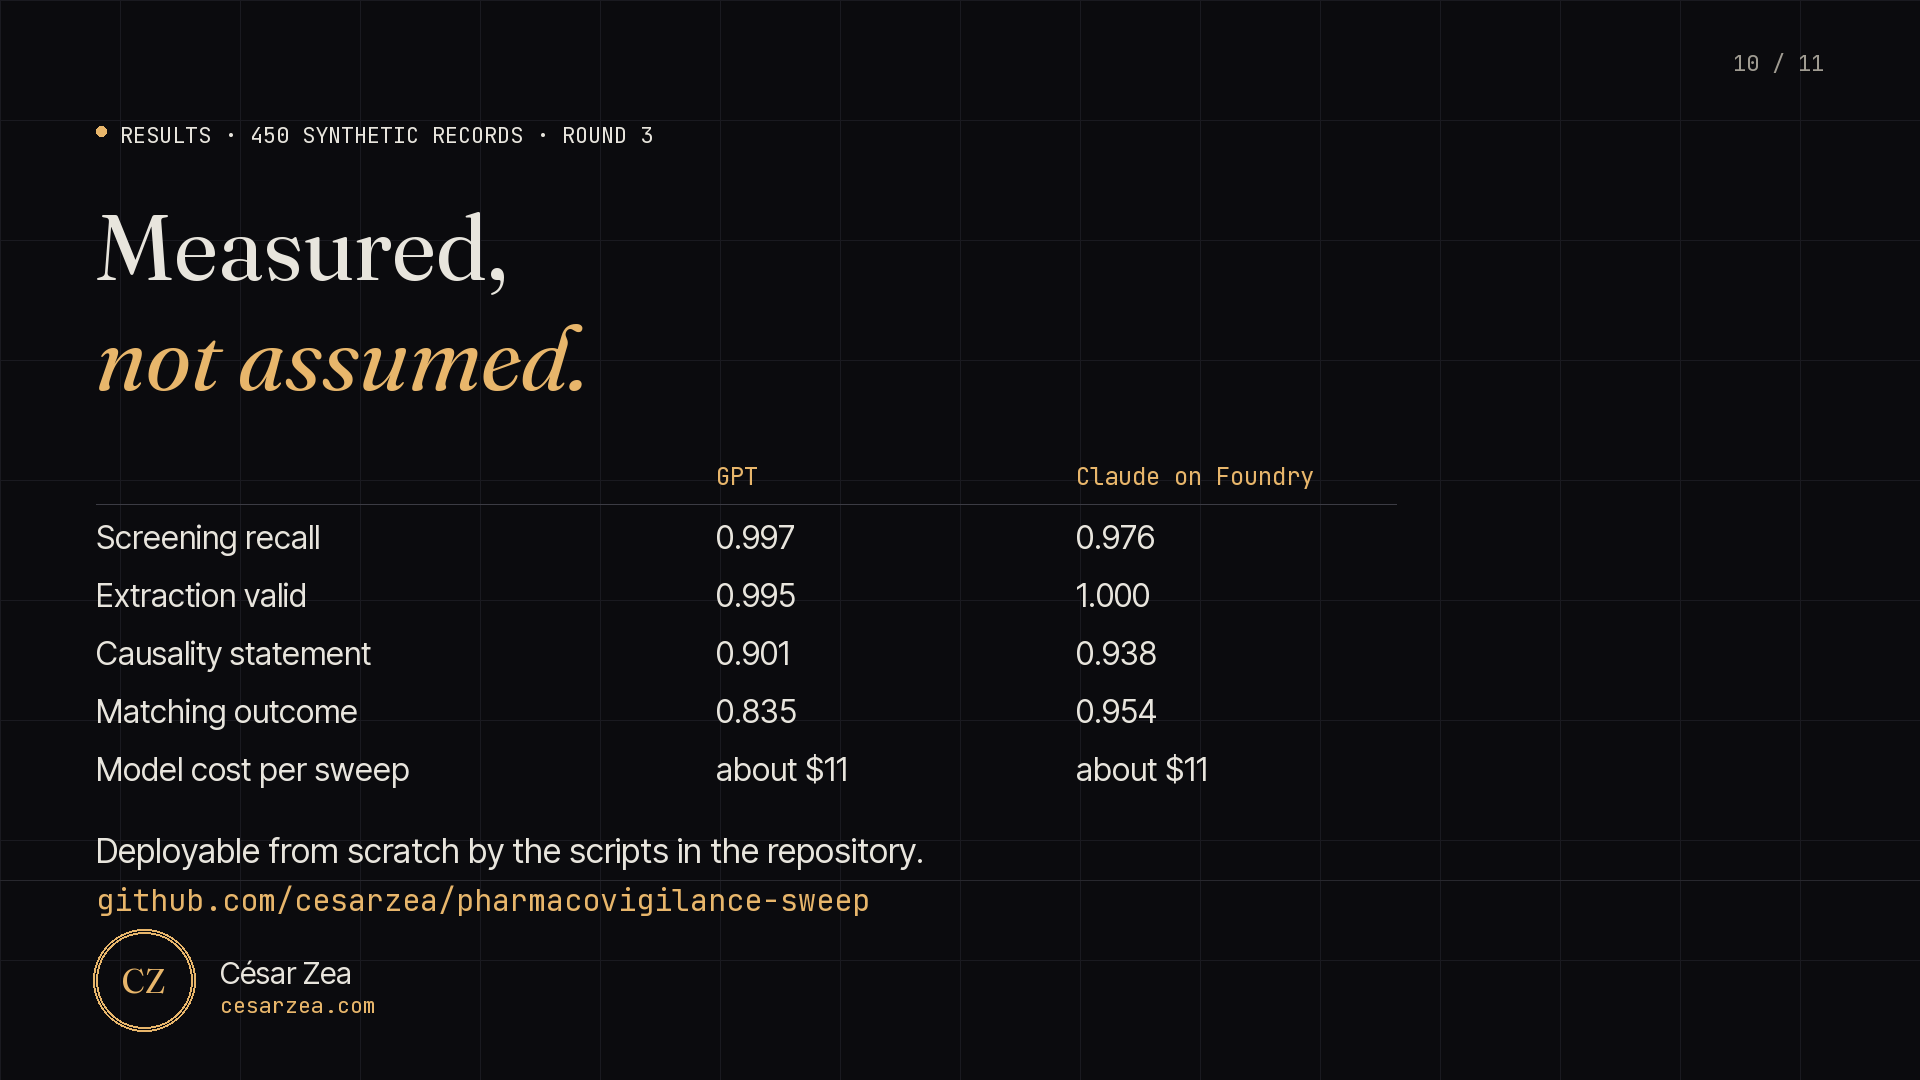 10 / 11
RESULTS · 450 SYNTHETIC RECORDS · ROUND 3
Measured,
not assumed.
GPT Claude on Foundry
Screening recall 0.997 0.976
Extraction valid 0.995 1.000
Causality statement 0.901 0.938
Matching outcome 0.835 0.954
Model cost per sweep about $11 about $11
Deployable from scratch by the scripts in the repository.
github.com/cesarzea/pharmacovigilance-sweep
CZ
César Zea
cesarzea.com